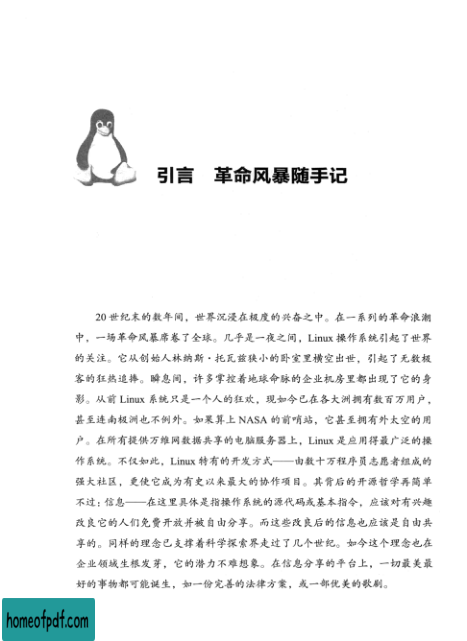 引言 革命风暴随手记
20 世纪末的数年间，世界沉浸在极度的兴奋之中。在一系列的革命浪潮
中，一场革命风暴席卷了全球。几乎是一夜之间，Linux 操作系统引起了世界
的关注。它从创始人林纳斯·托瓦兹狭小的卧室里横空出世，引起了无数极
客的狂热追捧。瞬息间，许多掌控着地球命脉的企业机房里都出现了它的身
影。从前 Linux 系统只是一个人的狂欢，现如今已在各大洲拥有数百万用户，
甚至连南极洲也不例外。如果算上 NASA 的前哨站，它甚至拥有外太空的用
户。在所有提供万维网数据共享的电脑服务器上，Linux 是应用得最广泛的操
作系统。不仅如此，Linux 特有的开发方式——由数十万程序员志愿者组成的
强大社区，更使它成为有史以来最大的协作项目。其背后的开源哲学再简单
不过：信息——在这里具体是指操作系统的源代码或基本指令，应该对有兴趣
改良它的人们免费开放并被自由分享。而这些改良后的信息也应该是自由共
享的。同样的理念已支撑着科学探索界走过了几个世纪。如今这个理念也在
企业领域生根发芽，它的潜力不难想象。在信息分享的平台上，一切最美最
好的事物都可能诞生，如一份完善的法律方案，或一部优美的歌剧。
homeofpdf.com